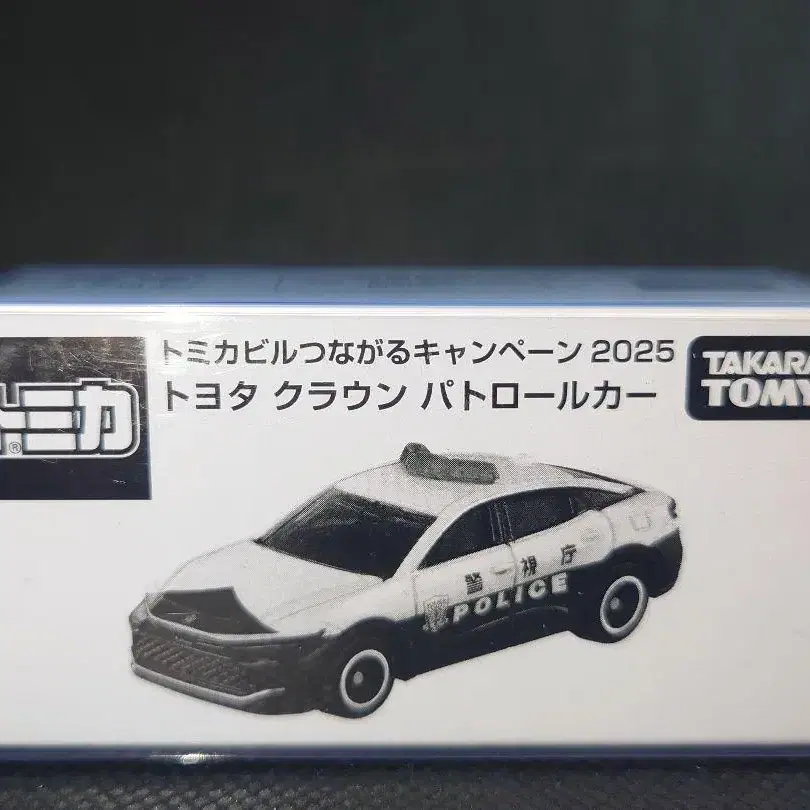 トミカビルつながるキャンペーン 2025
トヨタ クラウン パトロールカー
トミカ®
TAKARA
TOMY
警視庁
POLICE